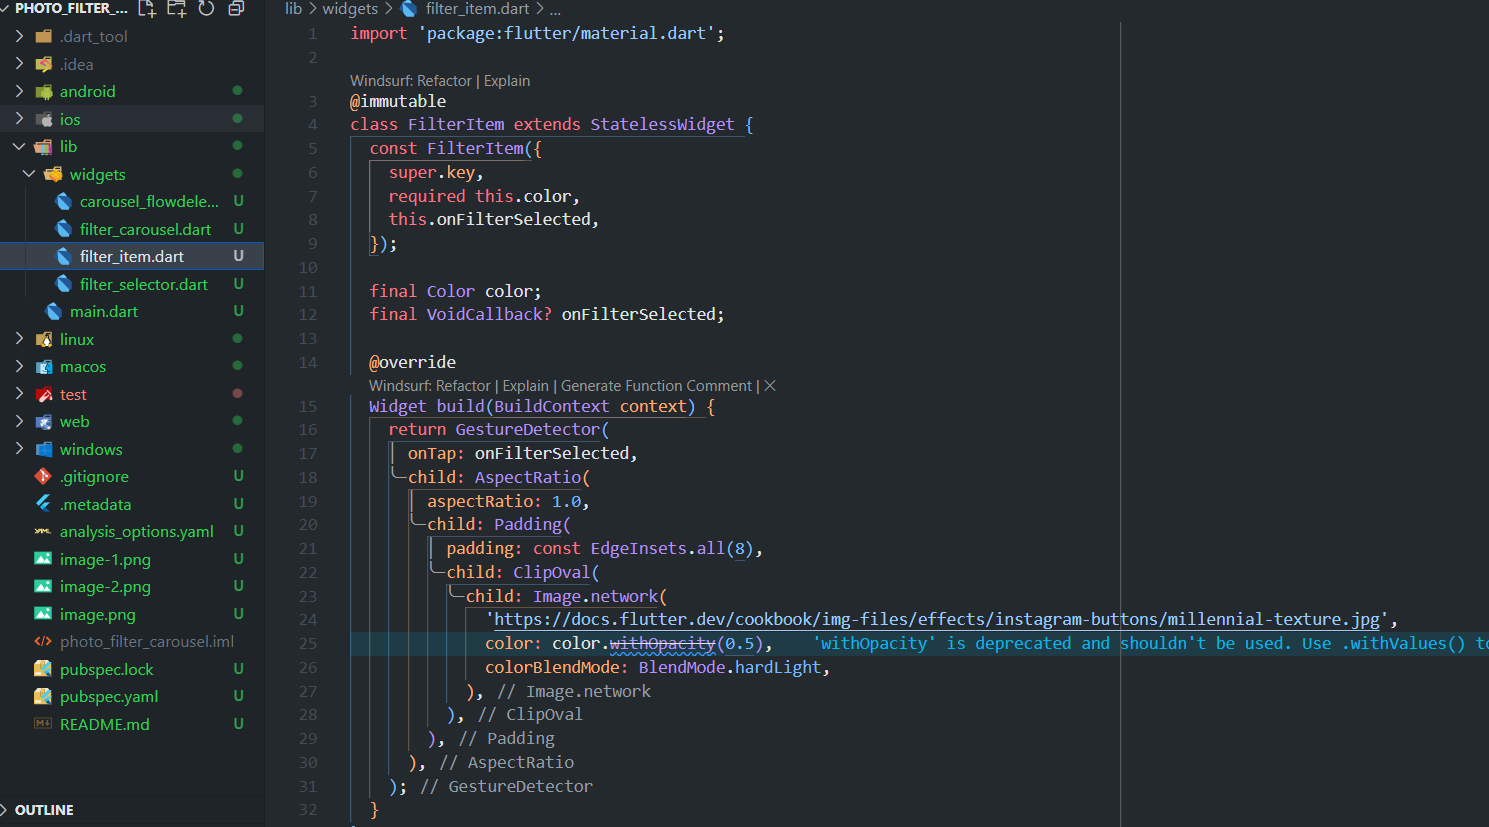 PHOTO_FILTER_...
.dart_tool
.idea
android
ios
lib
widgets
carousel_flowdele... U
filter_carousel.dart U
filter_item.dart U
filter_selector.dart U
main.dart U
linux
macos
test
web
windows
.gitignore U
.metadata U
analysis_options.yaml U
image-1.png U
image-2.png U
image.png U
photo_filter_carousel.iml
pubspec.lock U
pubspec.yaml U
README.md U
OUTLINE
lib > widgets > filter_item.dart > ...
1 import 'package:flutter/material.dart';
2
Windsurf: Refactor | Explain
3 @immutable
4 class FilterItem extends StatelessWidget {
5 const FilterItem({
6 super.key,
7 required this.color,
8 this.onFilterSelected,
9 });
10
11 final Color color;
12 final VoidCallback? onFilterSelected;
13
14 @override
Windsurf: Refactor | Explain | Generate Function Comment | ×
15 Widget build(BuildContext context) {
16 return GestureDetector(
17 onTap: onFilterSelected,
18 child: AspectRatio(
19 aspectRatio: 1.0,
20 child: Padding(
21 padding: const EdgeInsets.all(8),
22 child: ClipOval(
23 child: Image.network(
24 'https://docs.flutter.dev/cookbook/img-files/effects/instagram-buttons/millennial-texture.jpg',
25 color: color.withOpacity(0.5), 'withOpacity' is deprecated and shouldn't be used. Use .withValues() to
26 colorBlendMode: BlendMode.hardLight,
27 ), // Image.network
28 ), // ClipOval
29 ), // Padding
30 ), // AspectRatio
31 ); // GestureDetector
32 }